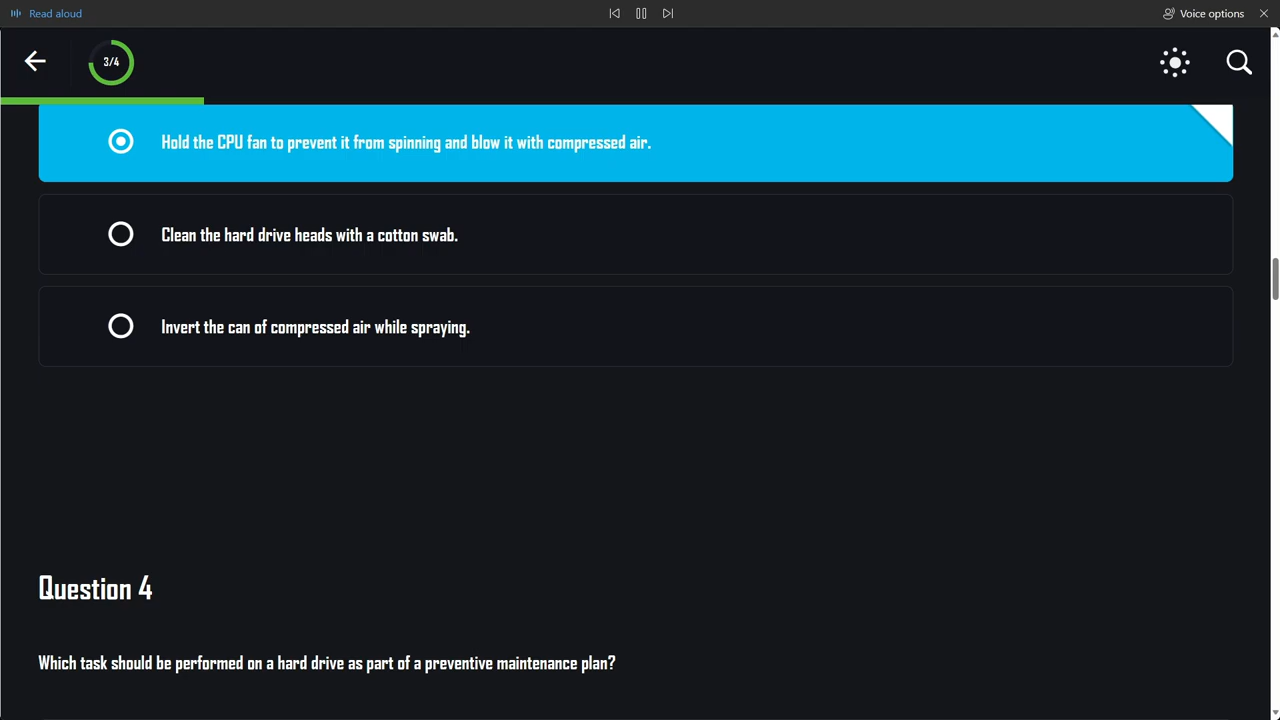 Read aloud
Voice options
3/4
Hold the CPU fan to prevent it from spinning and blow it with compressed air.
Clean the hard drive heads with a cotton swab.
Invert the can of compressed air while spraying.
Question 4
Which task should be performed on a hard drive as part of a preventive maintenance plan?